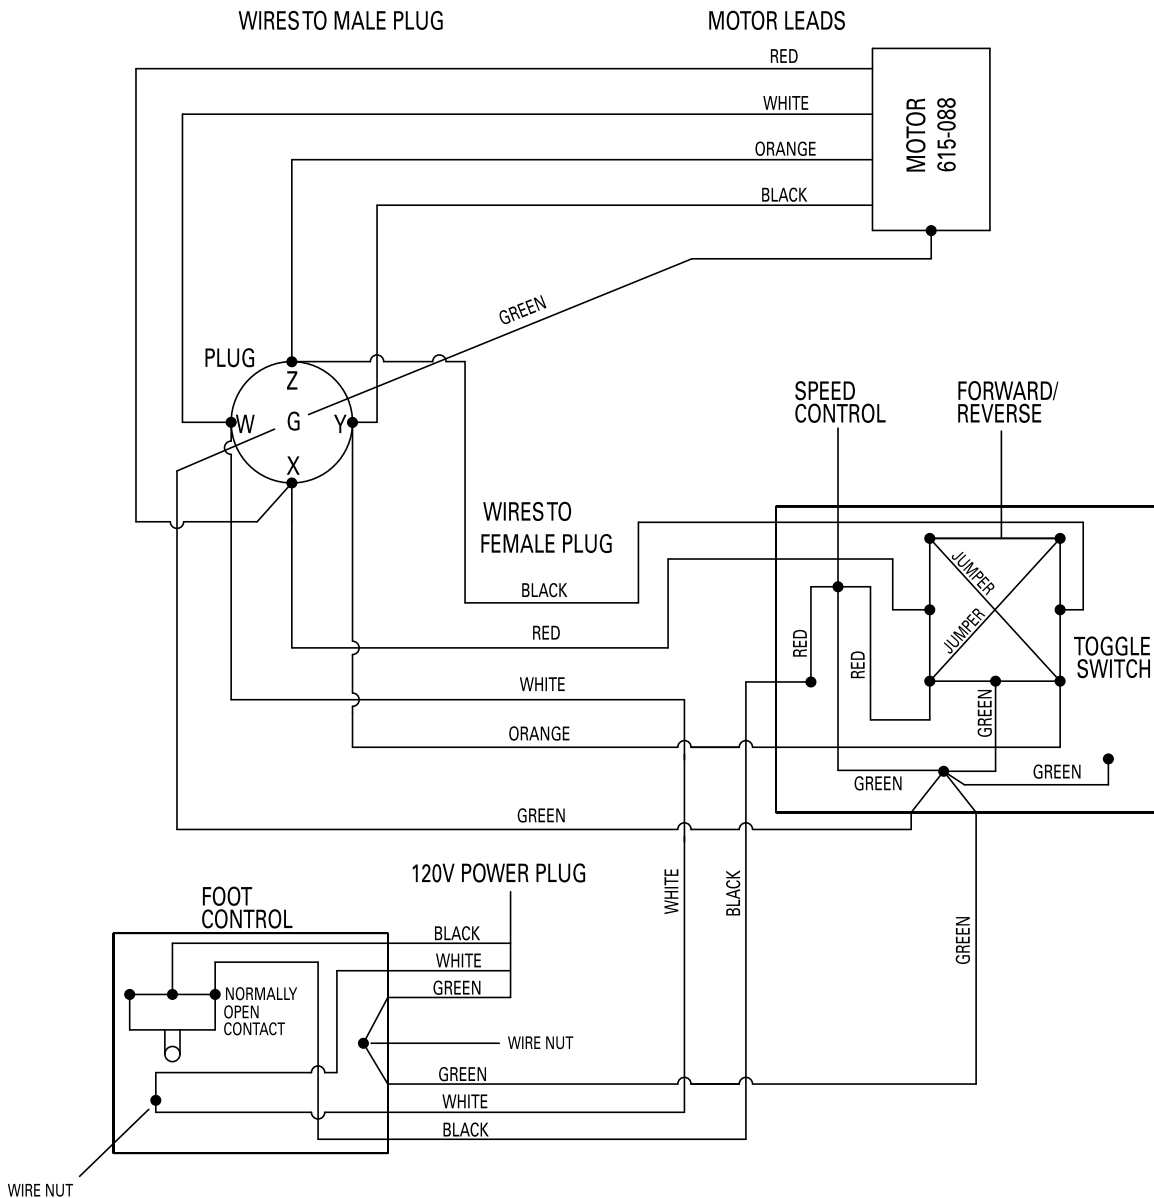 WIRES TO MALE PLUG
MOTOR LEADS
RED
WHITE
ORANGE
BLACK
MOTOR
615-088
GREEN
PLUG
Z
W
G
Y
X
SPEED
CONTROL
FORWARD/
REVERSE
WIRES TO
FEMALE PLUG
BLACK
RED
WHITE
ORANGE
GREEN
JUMPER
JUMPER
RED
RED
GREEN
TOGGLE
SWITCH
GREEN
GREEN
120V POWER PLUG
WHITE
BLACK
GREEN
FOOT
CONTROL
BLACK
WHITE
GREEN
NORMALLY
OPEN
CONTACT
WIRE NUT
GREEN
WHITE
BLACK
WIRE NUT